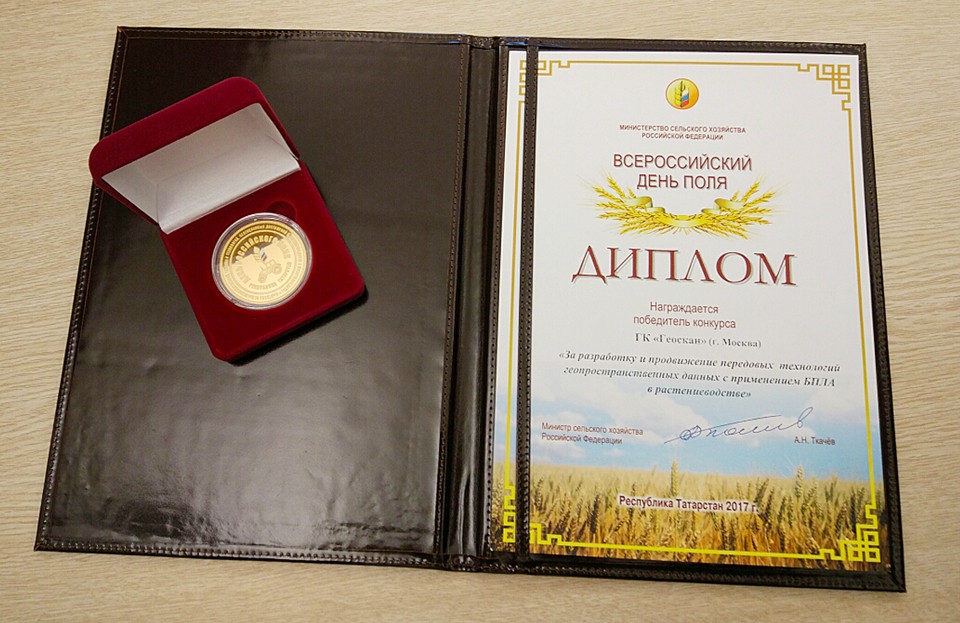 МИНИСТЕРСТВО СЕЛЬСКОГО ХОЗЯЙСТВА
РОССИЙСКОЙ ФЕДЕРАЦИИ
ВСЕРОССИЙСКИЙ
ДЕНЬ ПОЛЯ
ДИПЛОМ
Награждается
победитель конкурса
ГК «Геоскан» (г. Москва)
«За разработку и продвижение передовых технологий
геопространственных данных с применением БПЛА
в растениеводстве»
Министр сельского хозяйства
Российской Федерации
А.Н. Ткачёв
Республика Татарстан 2017 г.